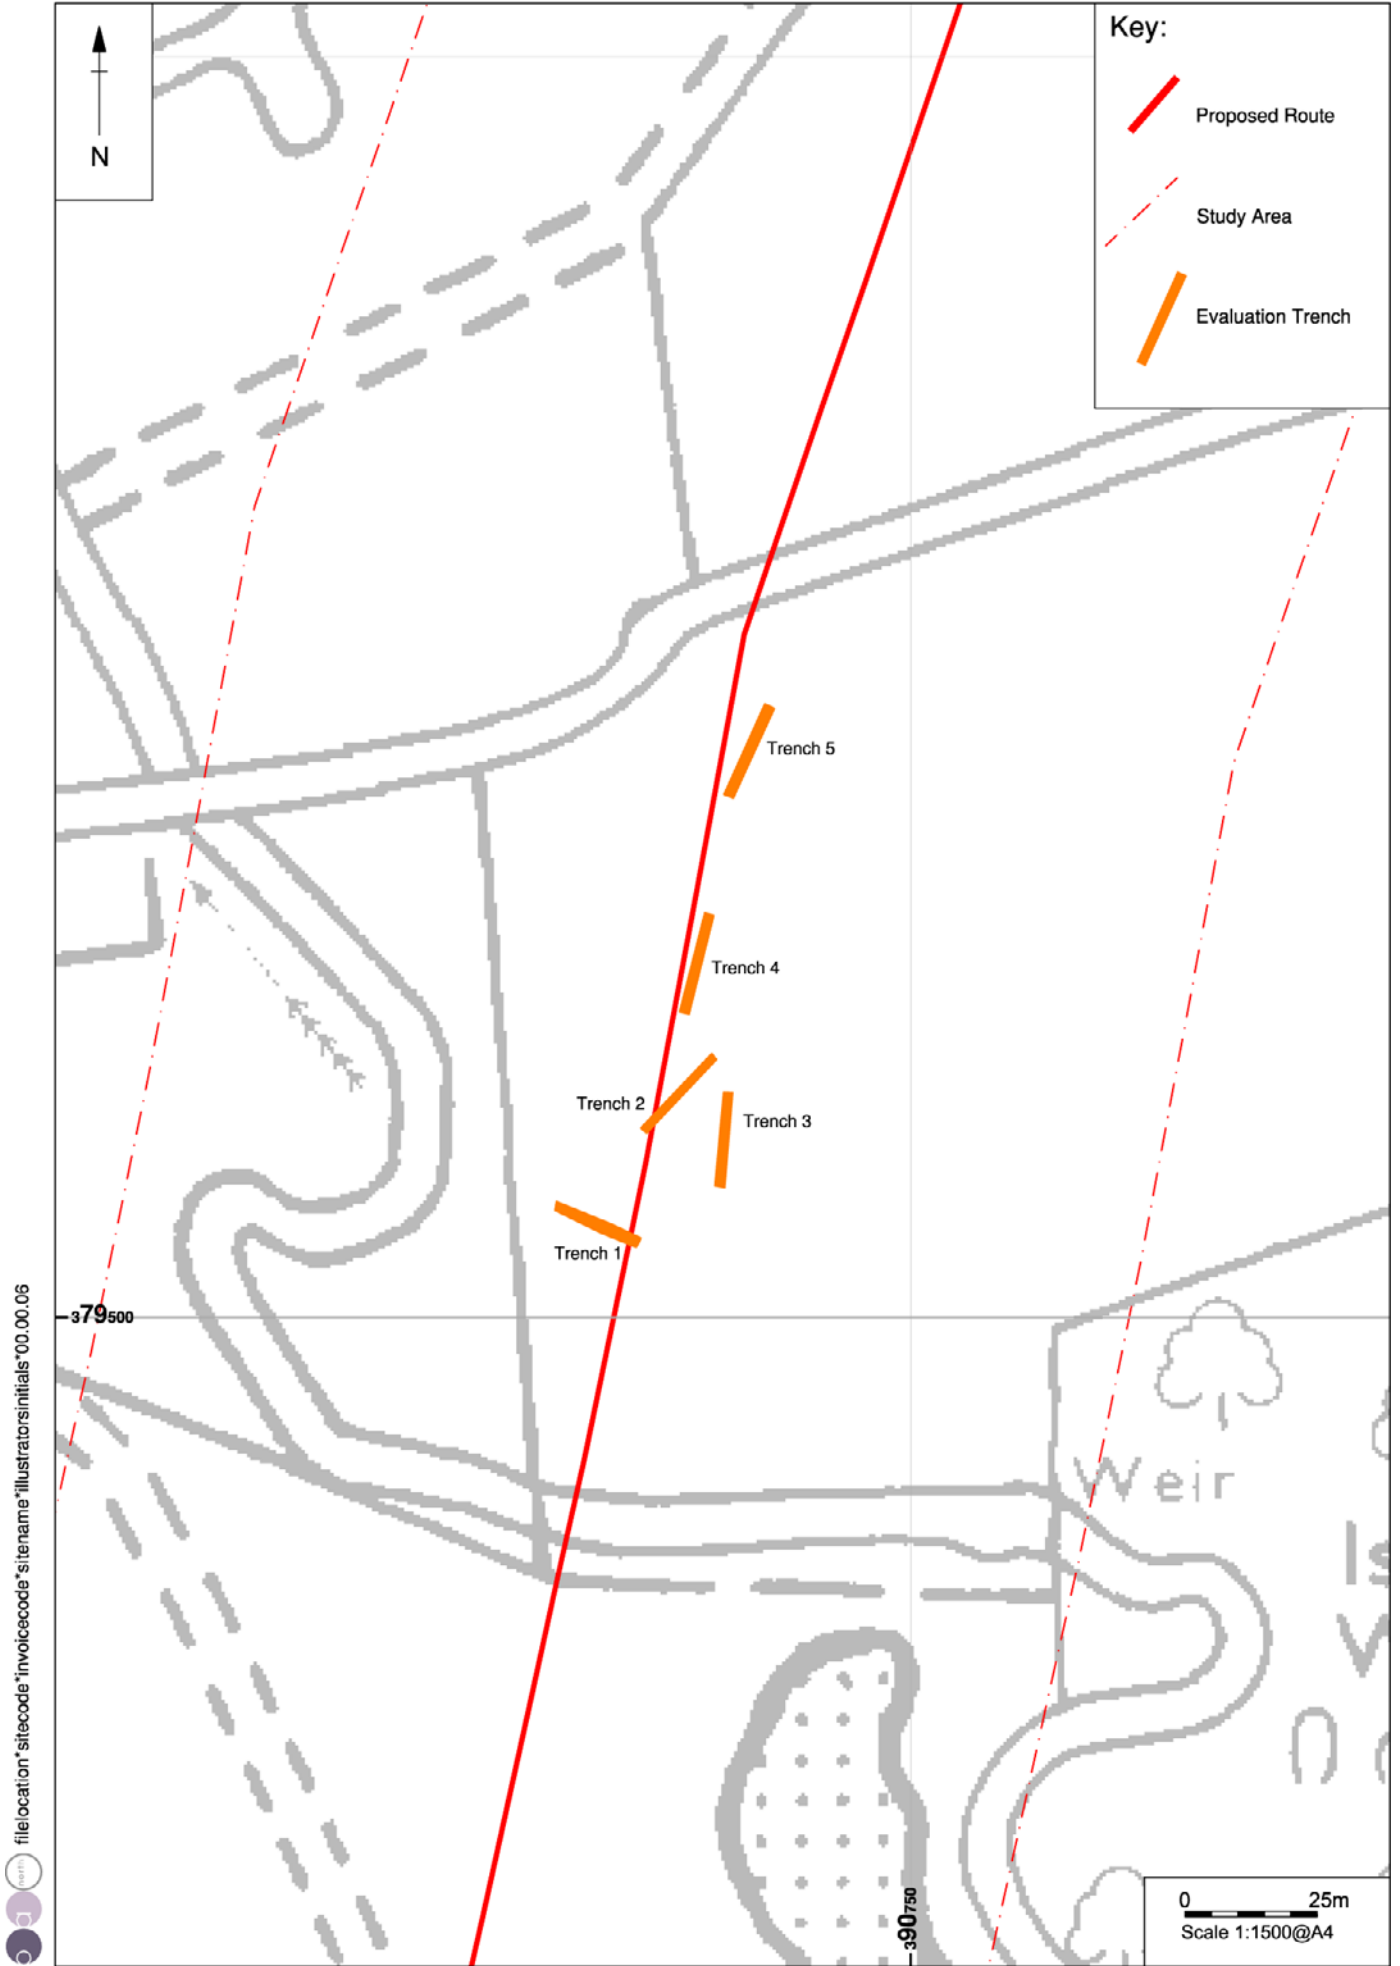 N
Key:
Proposed Route
Study Area
Evaluation Trench
Trench 5
Trench 4
Trench 2
Trench 3
Trench 1
379500
Weir
390750
0 25m
Scale 1:1500@A4
filelocation*sitecode*invoicecode*sitename*illustratorsinitials*00.00.06
north